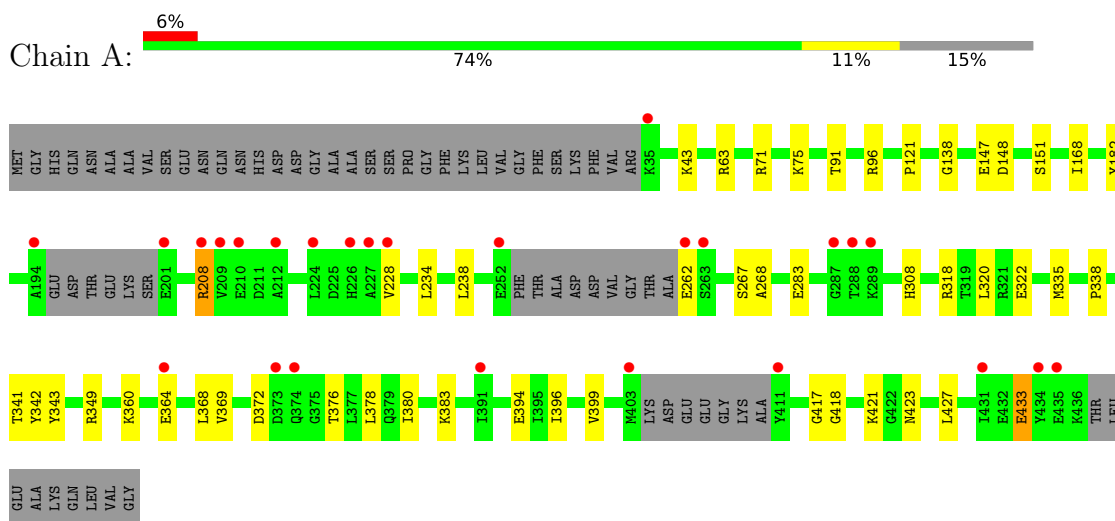 6%
Chain A:
74% 11% 15%
MET GLY HIS GLN ASN ALA ALA VAL SER GLU ASN GLN ASN HIS ASP ASP GLY ALA ALA SER SER PRO GLY PHE LYS LEU VAL GLY PHE SER LYS PHE VAL ARG K35 K43 R63 R71 K75 T91 R96 P121 G138 E147 D148 S151 I168 Y182
A194 GLU ASP THR GLU LYS SER E201 R208 V209 Q210 D211 A212 L224 D225 H226 A227 V228 L234 L238 E252 PHE THR ALA ASP ASP VAL GLY THR ALA E262 S263 S267 A268 E283 G287 T288 K289 H308 R318 T319 L320 R321 E322 M335 P338
T341 Y342 Y343 R349 K360 E364 L368 V369 D372 D373 Q374 G375 T376 L377 L378 Q379 I380 K383 I391 E394 I395 I396 V399 M403 LYS ASP GLU GLU GLY LYS ALA Y411 G417 G418 K421 G422 N423 L427 I431 E432 E433 Y434 E435 K436 THR LEU
GLU ALA LYS GLN LEU VAL GLY